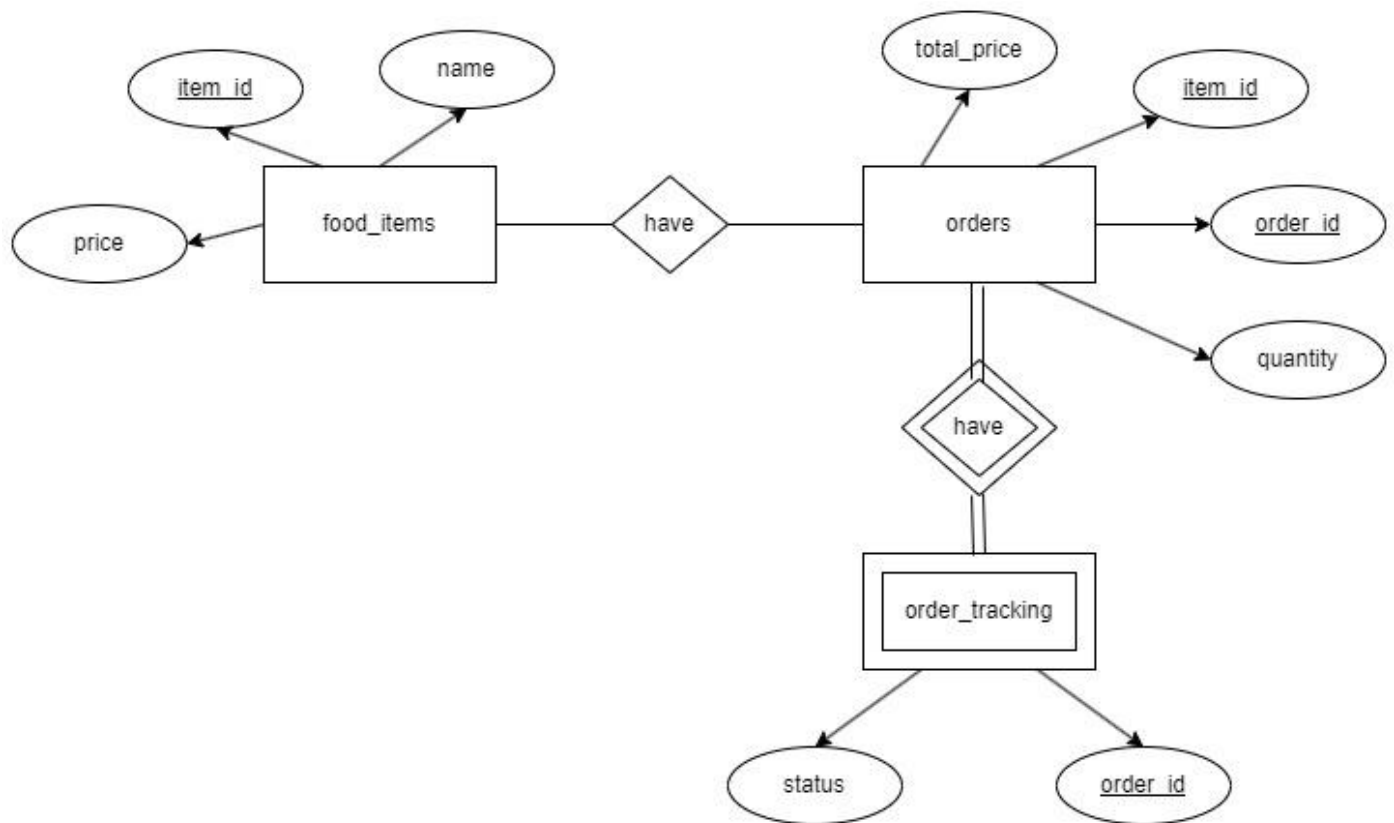 total_price
name
item_id
item_id
price
food_items
have
orders
order_id
quantity
have
order_tracking
status
order_id